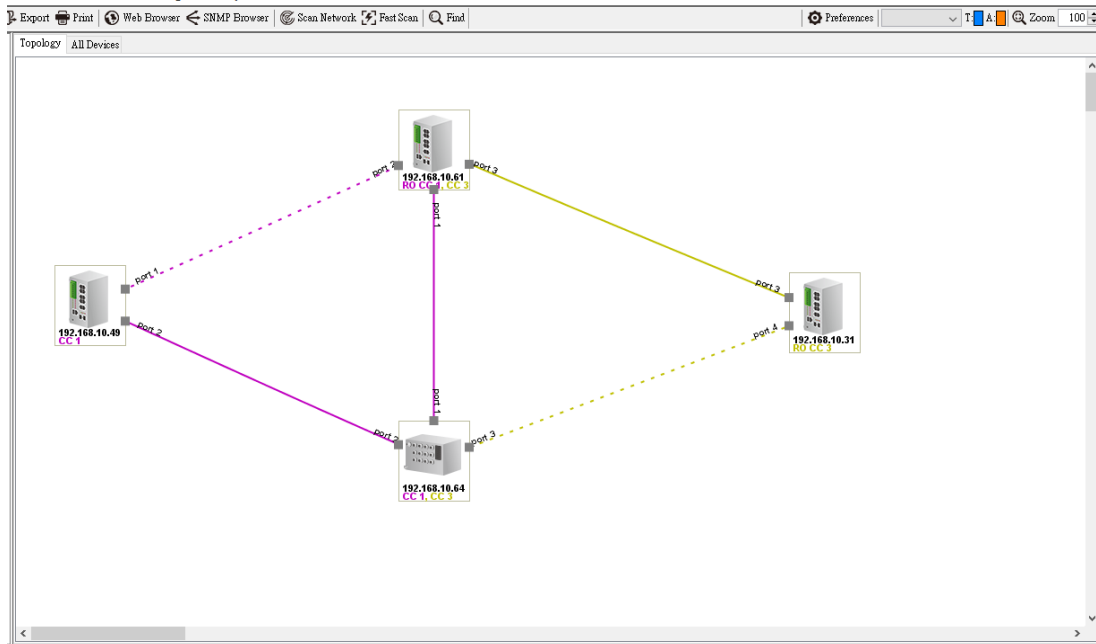 Export Print Web Browser SNMP Browser Scan Network Fast Scan Find Preferences T: A: Zoom 100
Topology All Devices
port 2
port 3
192.168.10.61
RO CC 1, CC 3
port 1
port 1
port 3
192.168.10.49
CC 1
port 2
port 4
192.168.10.31
RO CC 3
port 1
port 2
port 3
192.168.10.64
CC 1, CC 3